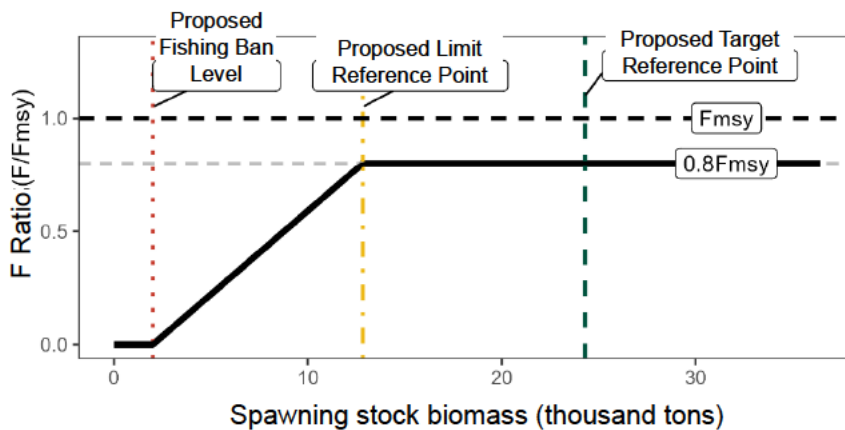 Proposed
Fishing Ban
Level
Proposed Limit
Reference Point
Proposed Target
Reference Point
F Ratio (F/Fmsy)
1.0
0.5
0.0
Fmsy
0.8Fmsy
0
10
20
30
Spawning stock biomass (thousand tons)